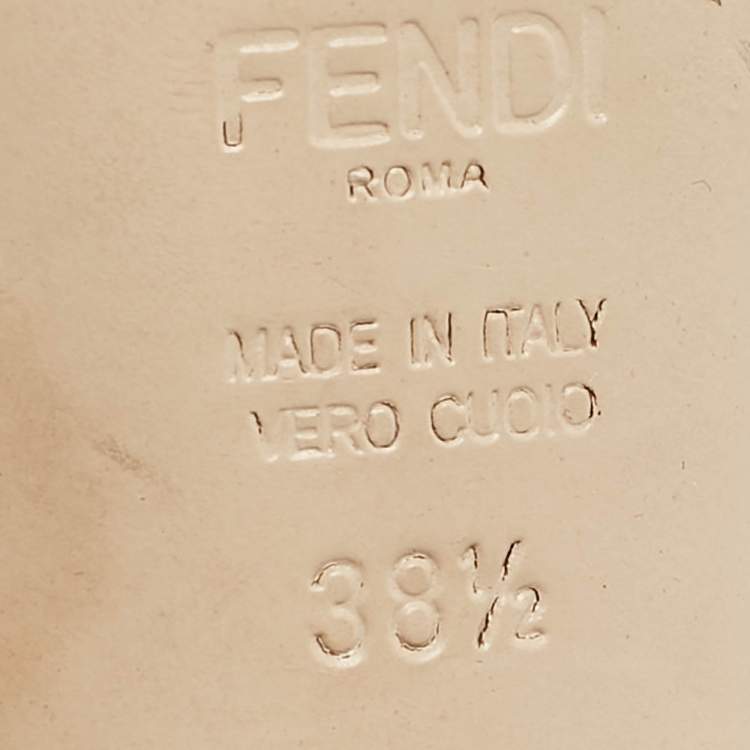 FENDI
ROMA
MADE IN ITALY
VERO CUOIO
38½